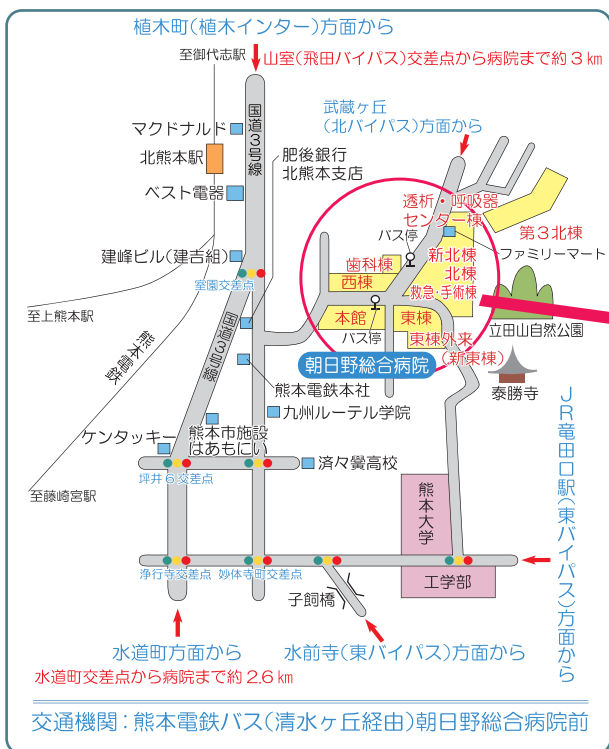 植木町(植木インター)方面から
至御代志駅
山室(飛田バイパス)交差点から病院まで約3km
武蔵ヶ丘
(北バイパス)方面から
マクドナルド
国道3号線
北熊本駅
肥後銀行
北熊本支店
ベスト電器
透析・呼吸器
センター棟
第3北棟
バス停
ファミリーマート
建峰ビル(建吉組)
新北棟
歯科棟
北棟
室園交差点
西棟
救急・手術棟
至上熊本駅
本館
東棟
立田山自然公園
バス停
東棟外来
(新東棟)
熊本電鉄
国道3号線
朝日野総合病院
熊本電鉄本社
泰勝寺
九州ルーテル学院
ケンタッキー
熊本市施設
はあもにい
済々黌高校
坪井6交差点
至藤崎宮駅
熊本大学
JR竜田口駅(東バイパス)方面から
浄行寺交差点
妙体寺町交差点
工学部
子飼橋
水道町方面から
水前寺(東バイパス)方面から
水道町交差点から病院まで約2.6km
交通機関:熊本電鉄バス(清水ヶ丘経由)朝日野総合病院前